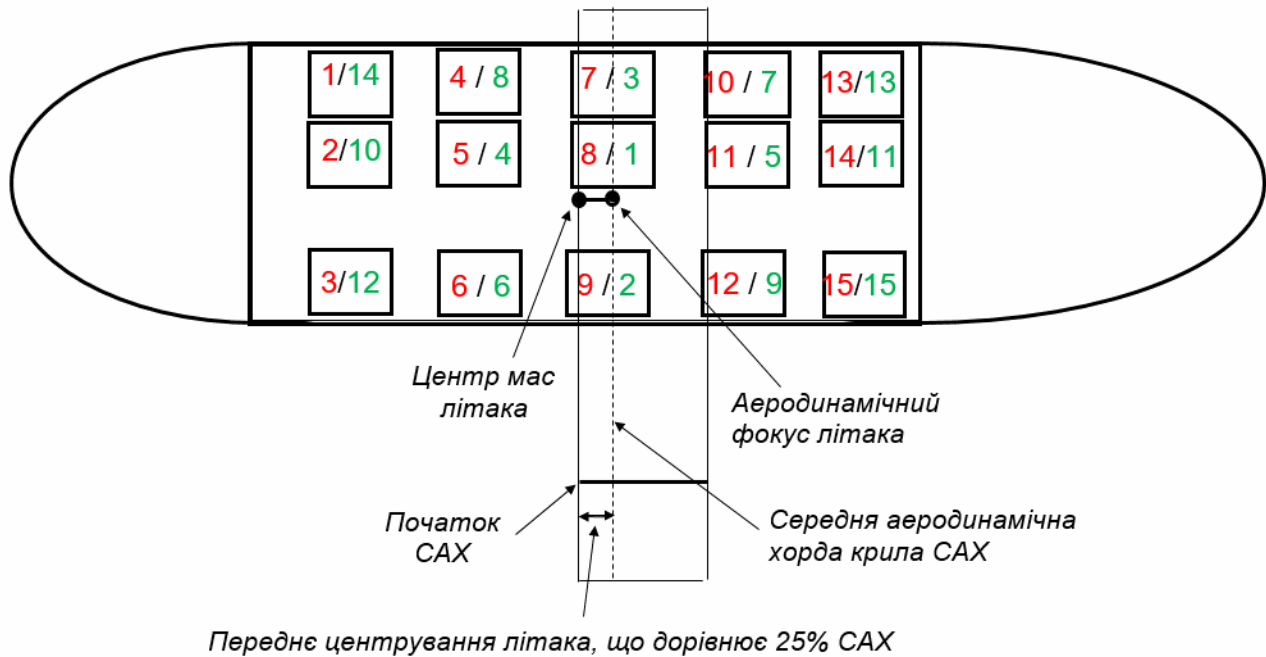 1/14 4 / 8 7 / 3 10 / 7 13/13
2/10 5 / 4 8 / 1 11 / 5 14/11
3/12 6 / 6 9 / 2 12 / 9 15/15
Центр мас
літака
Аеродинамічний
фокус літака
Початок
САХ
Середня аеродинамічна
хорда крила САХ
Переднє центрування літака, що дорівнює 25% САХ